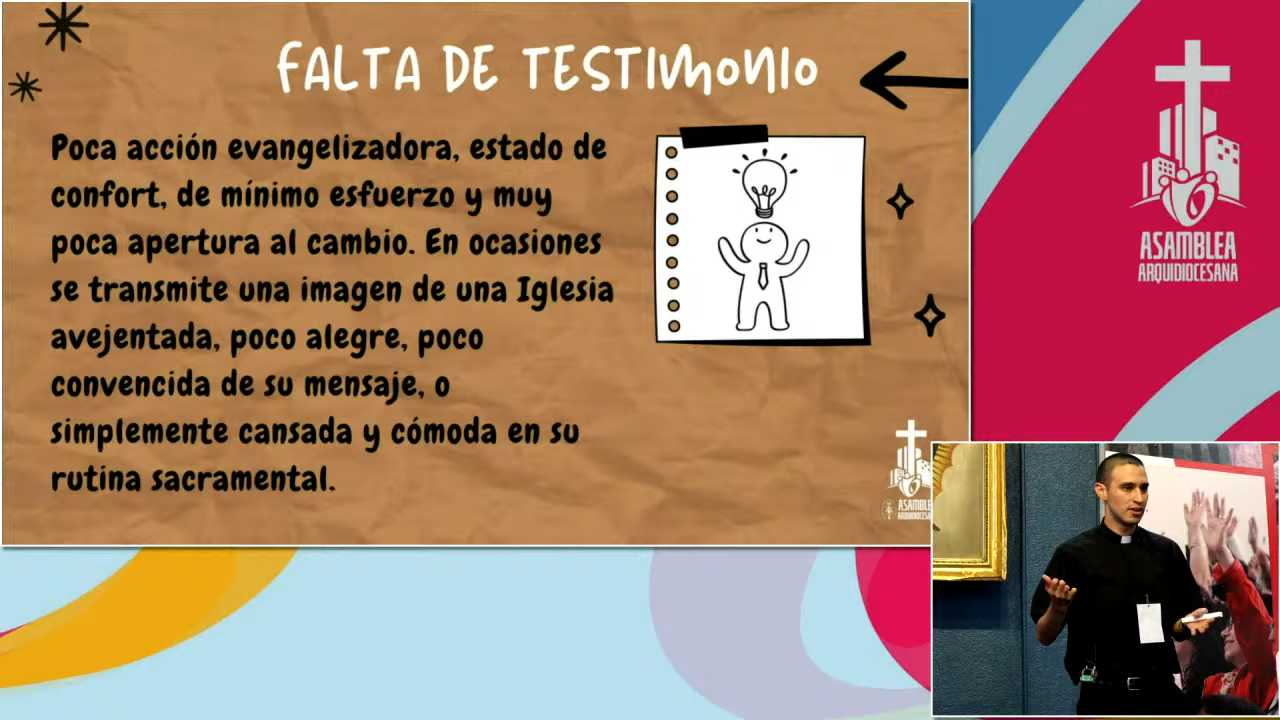 FALTA DE TESTIMONIO
Poca acción evangelizadora, estado de
confort, de mínimo esfuerzo y muy
poca apertura al cambio. En ocasiones
se transmite una imagen de una Iglesia
avejentada, poco alegre, poco
convencida de su mensaje, o
simplemente cansada y cómoda en su
rutina sacramental.
ASAMBLEA
ARQUIDIOCESANA